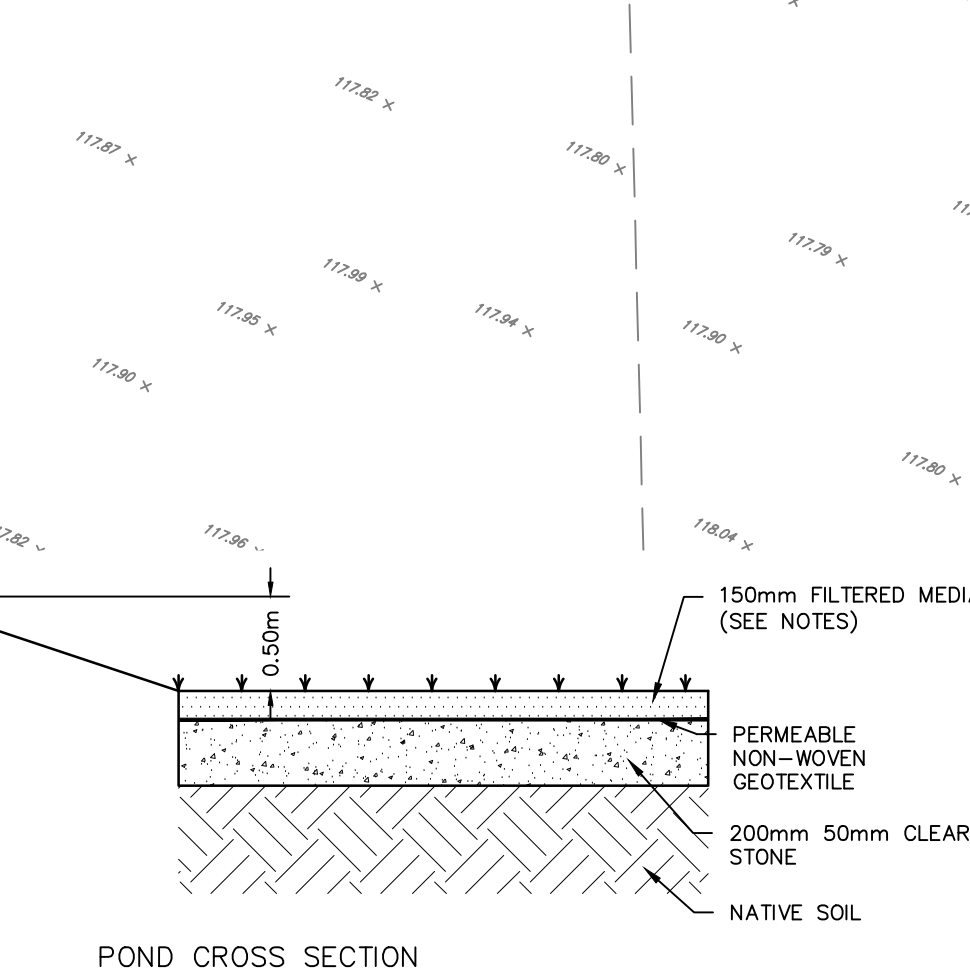 117.82 ×
117.87 ×
117.80 ×
117.79 ×
117.99 ×
117.95 ×
117.94 ×
117.90 ×
117.90 ×
117.80 ×
118.04 ×
117.96
0.50m
150mm FILTERED
(SEE NOTES)
PERMEABLE
NON-WOVEN
GEOTEXTILE
200mm 50mm CLEAR
STONE
NATIVE SOIL
POND CROSS SECTION